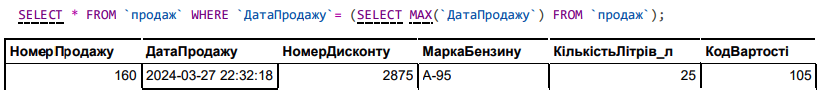 SELECT * FROM `продаж` WHERE `ДатаПродажу`= (SELECT MAX(`ДатаПродажу`) FROM `продаж`);
НомерПродажу ДатаПродажу НомерДисконту МаркаБензину КількістьЛітрів_л КодВартості
160 2024-03-27 22:32:18 2875 А-95 25 105